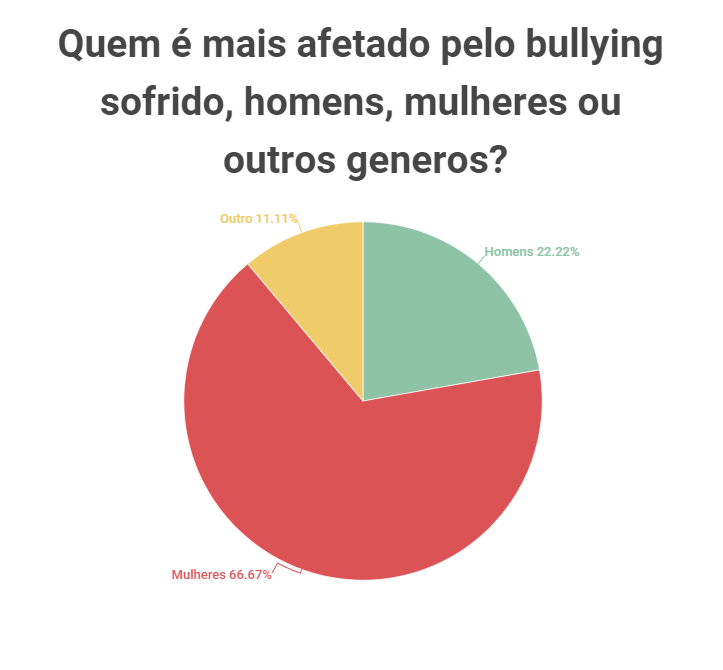 Quem é mais afetado pelo bullying
sofrido, homens, mulheres ou
outros generos?
Outro 11.11%
Homens 22.22%
Mulheres 66.67%